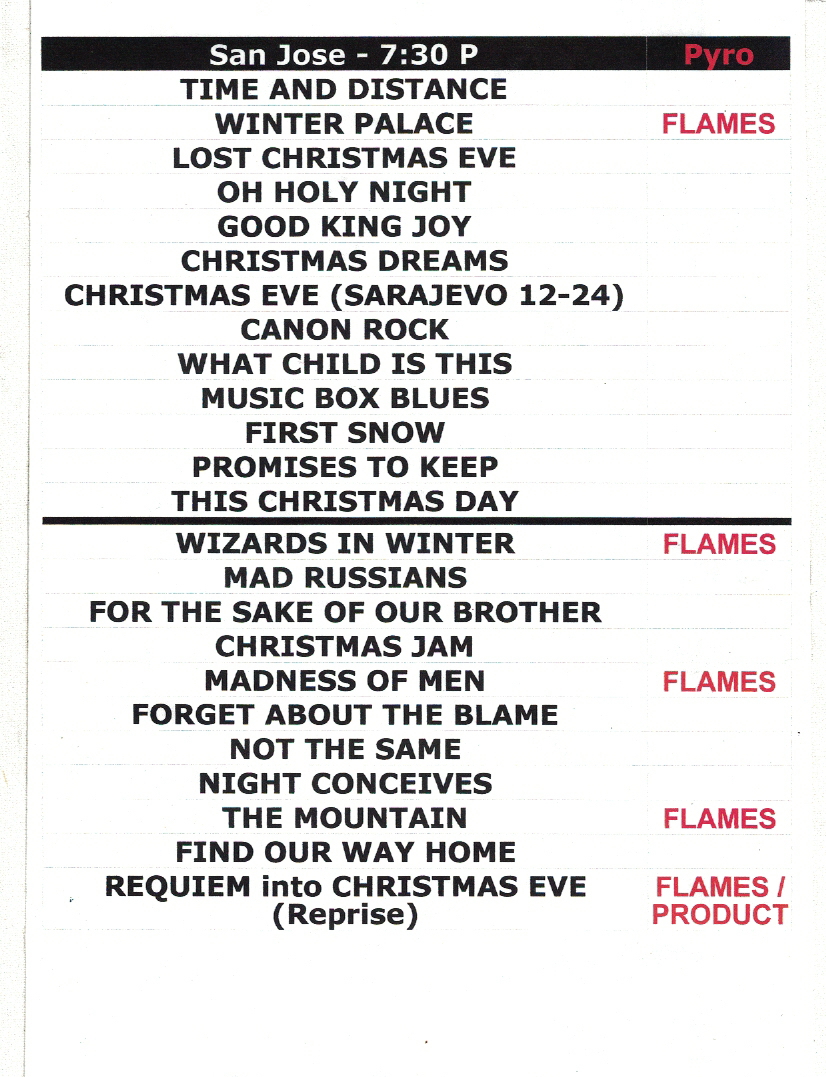 San Jose - 7:30 P Pyro
TIME AND DISTANCE
WINTER PALACE FLAMES
LOST CHRISTMAS EVE
OH HOLY NIGHT
GOOD KING JOY
CHRISTMAS DREAMS
CHRISTMAS EVE (SARAJEVO 12-24)
CANON ROCK
WHAT CHILD IS THIS
MUSIC BOX BLUES
FIRST SNOW
PROMISES TO KEEP
THIS CHRISTMAS DAY
WIZARDS IN WINTER FLAMES
MAD RUSSIANS
FOR THE SAKE OF OUR BROTHER
CHRISTMAS JAM
MADNESS OF MEN FLAMES
FORGET ABOUT THE BLAME
NOT THE SAME
NIGHT CONCEIVES
THE MOUNTAIN FLAMES
FIND OUR WAY HOME
REQUIEM into CHRISTMAS EVE FLAMES /
(Reprise) PRODUCT